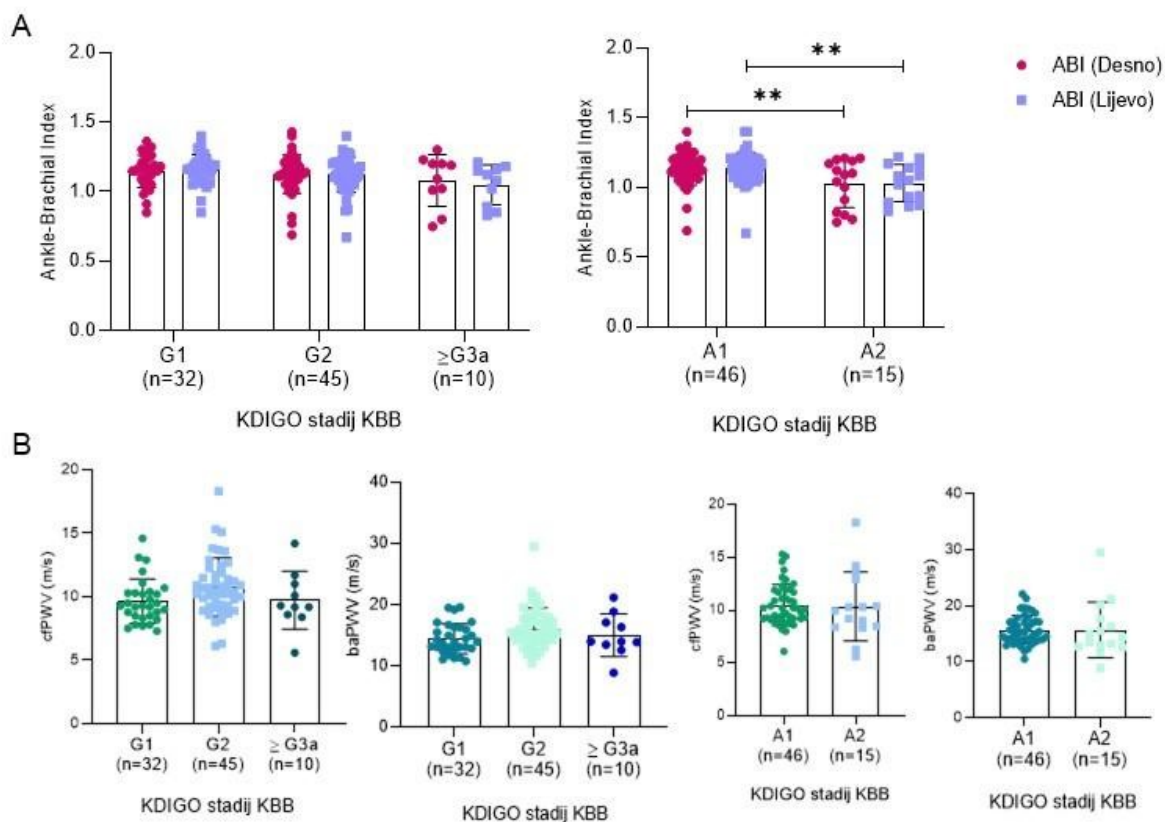 A
Ankle-Brachial Index
2.0
1.5
1.0
0.5
0.0
G1
(n=32)
G2
(n=45)
≥G3a
(n=10)
KDIGO stadij KBB
Ankle-Brachial Index
2.0
1.5
1.0
0.5
0.0
**
**
A1
(n=46)
A2
(n=15)
KDIGO stadij KBB
ABI (Desno)
ABI (Lijevo)
B
cfPWV (m/s)
20
15
10
5
0
G1
(n=32)
G2
(n=45)
≥ G3a
(n=10)
KDIGO stadij KBB
baPWV (m/s)
40
30
20
10
0
G1
(n=32)
G2
(n=45)
≥ G3a
(n=10)
KDIGO stadij KBB
cfPWV (m/s)
20
15
10
5
0
A1
(n=46)
A2
(n=15)
KDIGO stadij KBB
baPWV (m/s)
40
30
20
10
0
A1
(n=46)
A2
(n=15)
KDIGO stadij KBB